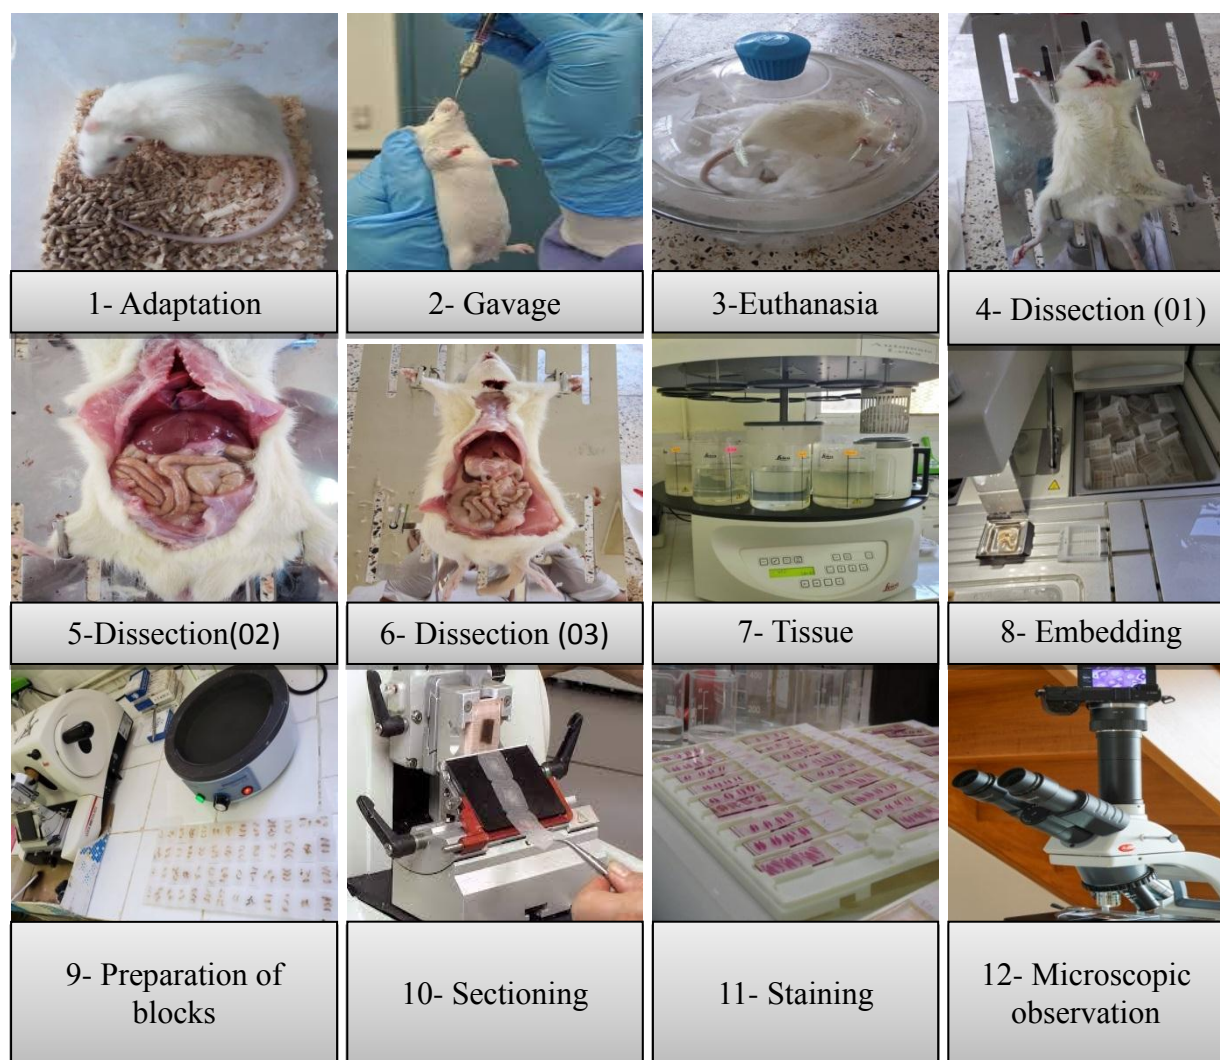 1- Adaptation
2- Gavage
3-Euthanasia
4- Dissection (01)
5-Dissection(02)
6- Dissection (03)
7- Tissue
8- Embedding
9- Preparation of
blocks
10- Sectioning
11- Staining
12- Microscopic
observation